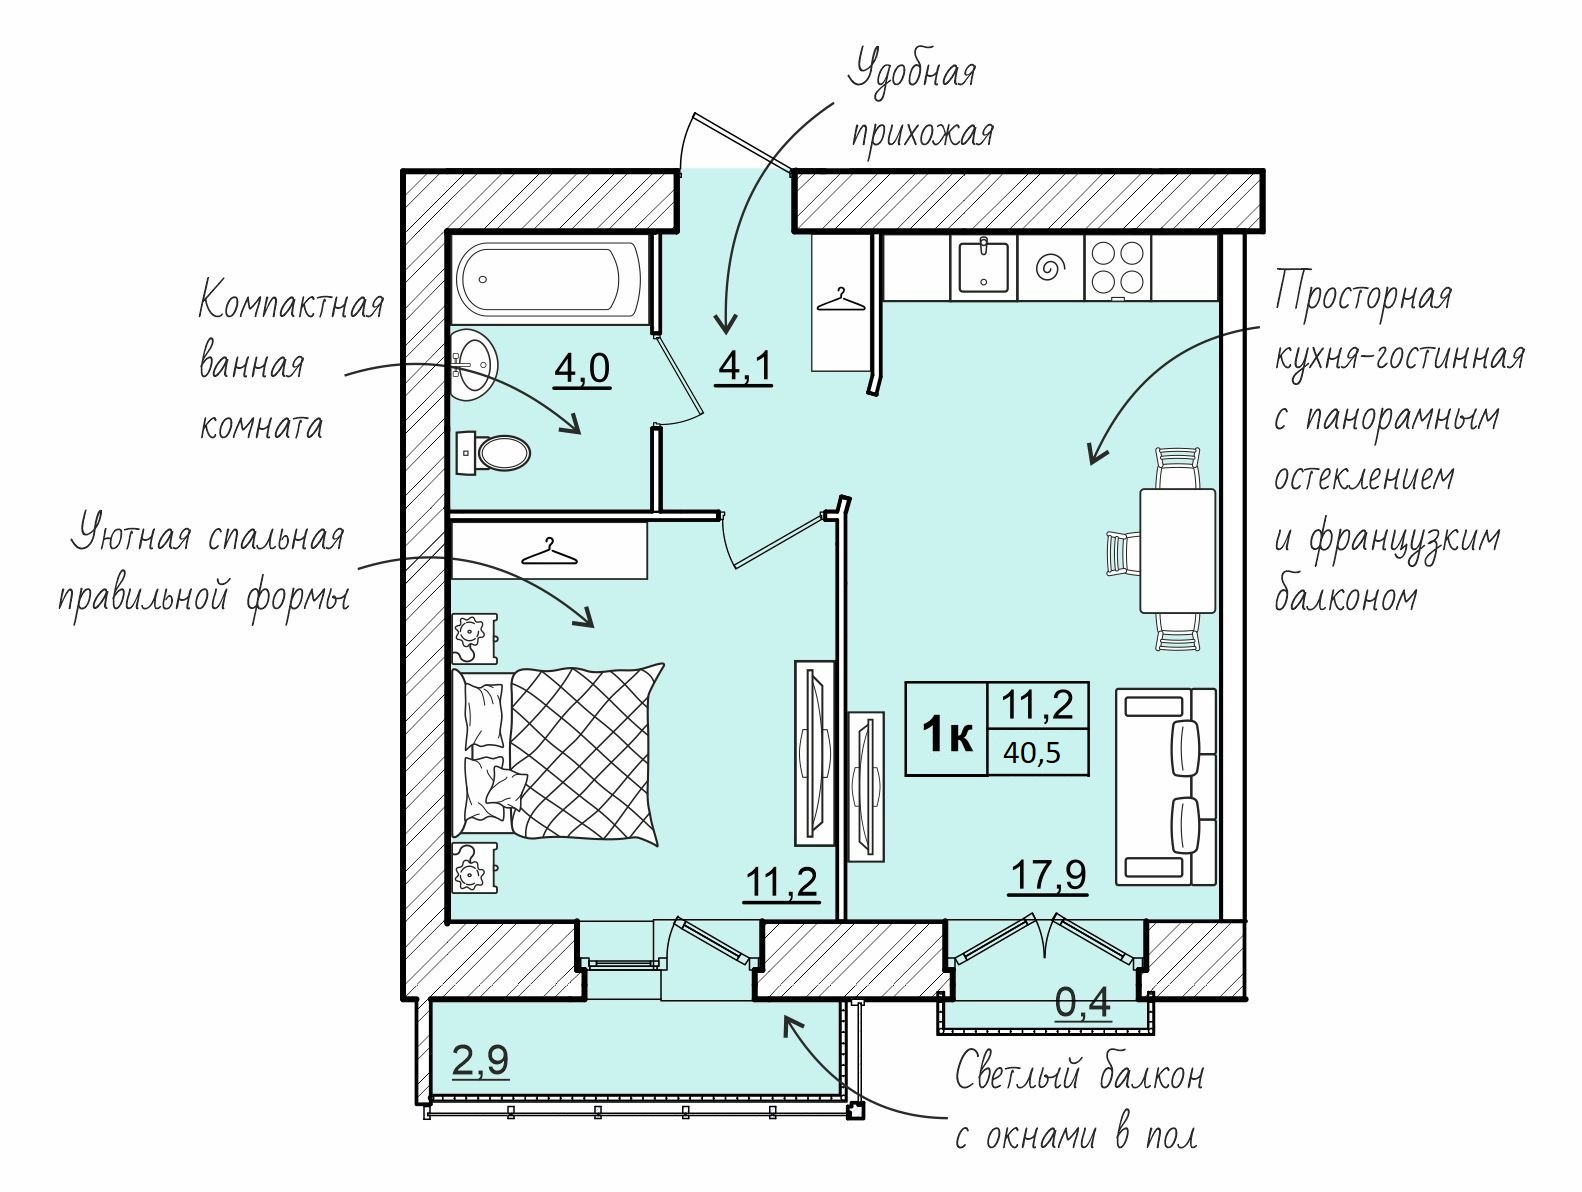 Удобная
прихожая
Компактная
ванная
комната
4,0
4,1
Просторная
кухня-гостинная
с панорамным
остеклением
и французким
балконом
Уютная спальная
правильной формы
1к
11,2
40,5
11,2
17,9
0,4
2,9
Светлый балкон
с окнами в пол